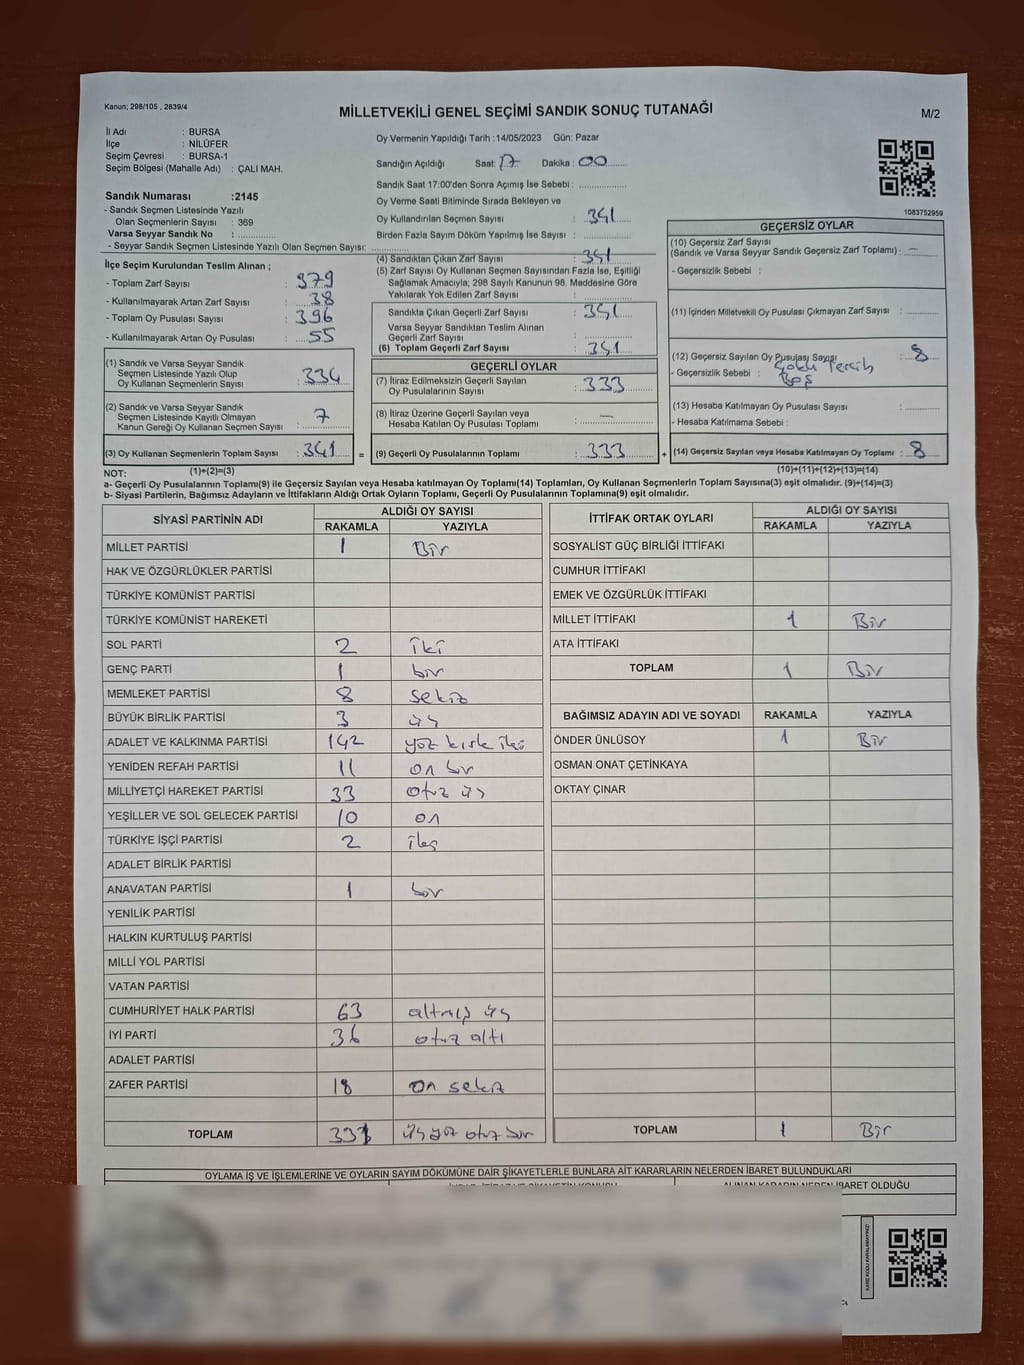 Kanun; 298/105 , 2839/4
MİLLETVEKİLİ GENEL SEÇİMİ SANDIK SONUÇ TUTANAĞI
M/2
İl Adı : BURSA
İlçe : NİLÜFER
Seçim Çevresi : BURSA-1
Seçim Bölgesi (Mahalle Adı) : ÇALI MAH.
Sandık Numarası :2145
- Sandık Seçmen Listesinde Yazılı
Olan Seçmenlerin Sayısı : 369
Varsa Seyyar Sandık No : ..............
- Seyyar Sandık Seçmen Listesinde Yazılı Olan Seçmen Sayısı: ..............
Oy Vermenin Yapıldığı Tarih :14/05/2023 Gün: Pazar
Sandığın Açıldığı Saat: 17 Dakika : 00
Sandık Saat 17:00'den Sonra Açımış İse Sebebi : ..............
Oy Verme Saati Bitiminde Sırada Bekleyen ve
Oy Kullandırılan Seçmen Sayısı : 341
Birden Fazla Sayım Döküm Yapılmış İse Sayısı : ..............
1083752959
İlçe Seçim Kurulundan Teslim Alınan ;
- Toplam Zarf Sayısı : 379
- Kullanılmayarak Artan Zarf Sayısı : 38
- Toplam Oy Pusulası Sayısı : 396
- Kullanılmayarak Artan Oy Pusulası : 55
(1) Sandık ve Varsa Seyyar Sandık
Seçmen Listesinde Yazılı Olup
Oy Kullanan Seçmenlerin Sayısı : 334
(2) Sandık ve Varsa Seyyar Sandık
Seçmen Listesinde Kayıtlı Olmayan
Kanun Gereği Oy Kullanan Seçmen Sayısı : 7
(3) Oy Kullanan Seçmenlerin Toplam Sayısı : 341 =
(4) Sandıktan Çıkan Zarf Sayısı : 341
(5) Zarf Sayısı Oy Kullanan Seçmen Sayısından Fazla İse, Eşitliği
Sağlamak Amacıyla; 298 Sayılı Kanunun 98. Maddesine Göre
Yakılarak Yok Edilen Zarf Sayısı : ..............
Sandıkta Çıkan Geçerli Zarf Sayısı : 341
Varsa Seyyar Sandıktan Teslim Alınan
Geçerli Zarf Sayısı : ..............
(6) Toplam Geçerli Zarf Sayısı : 341
GEÇERLİ OYLAR
(7) İtiraz Edilmeksizin Geçerli Sayılan
Oy Pusulalarının Sayısı : 333
(8) İtiraz Üzerine Geçerli Sayılan veya
Hesaba Katılan Oy Pusulası Toplamı : —
(9) Geçerli Oy Pusulalarının Toplamı : 333 +
GEÇERSİZ OYLAR
(10) Geçersiz Zarf Sayısı
(Sandık ve Varsa Seyyar Sandık Geçersiz Zarf Toplamı) : —
- Geçersizlik Sebebi :
(11) İçinden Milletvekili Oy Pusulası Çıkmayan Zarf Sayısı : ..............
(12) Geçersiz Sayılan Oy Pusulası Sayısı : 8
- Geçersizlik Sebebi : Çoklu Tercih
Boş
(13) Hesaba Katılmayan Oy Pusulası Sayısı : ..............
- Hesaba Katılmama Sebebi :
(14) Geçersiz Sayılan veya Hesaba Katılmayan Oy Toplamı : 8
NOT: (1)+(2)=(3) (10)+(11)+(12)+(13)=(14)
a- Geçerli Oy Pusulalarının Toplam(9) ile Geçersiz Sayılan veya Hesaba katılmayan Oy Toplamı(14) Toplamları, Oy Kullanan Seçmenlerin Toplam Sayısına(3) eşit olmalıdır. (9)+(14)=(3)
b- Siyasi Partilerin, Bağımsız Adayların ve İttifakların Aldığı Ortak Oyların Toplamı, Geçerli Oy Pusulalarının Toplamına(9) eşit olmalıdır.
SİYASİ PARTİNİN ADI ALDIĞI OY SAYISI
RAKAMLA YAZIYLA
MİLLET PARTİSİ 1 Bir
HAK VE ÖZGÜRLÜKLER PARTİSİ
TÜRKİYE KOMÜNİST PARTİSİ
TÜRKİYE KOMÜNİST HAREKETİ
SOL PARTİ 2 iki
GENÇ PARTİ 1 bir
MEMLEKET PARTİSİ 8 sekiz
BÜYÜK BİRLİK PARTİSİ 3 üç
ADALET VE KALKINMA PARTİSİ 142 yüz kırk iki
YENİDEN REFAH PARTİSİ 11 on bir
MİLLİYETÇİ HAREKET PARTİSİ 33 otuz üç
YEŞİLLER VE SOL GELECEK PARTİSİ 10 on
TÜRKİYE İŞÇİ PARTİSİ 2 iki
ADALET BİRLİK PARTİSİ
ANAVATAN PARTİSİ 1 bir
YENİLİK PARTİSİ
HALKIN KURTULUŞ PARTİSİ
MİLLİ YOL PARTİSİ
VATAN PARTİSİ
CUMHURİYET HALK PARTİSİ 63 altmış üç
İYİ PARTİ 36 otuz altı
ADALET PARTİSİ
ZAFER PARTİSİ 18 on sekiz
TOPLAM 331 üç yüz otuz bir
İTTİFAK ORTAK OYLARI ALDIĞI OY SAYISI
RAKAMLA YAZIYLA
SOSYALİST GÜÇ BİRLİĞİ İTTİFAKI
CUMHUR İTTİFAKI
EMEK VE ÖZGÜRLÜK İTTİFAKI
MİLLET İTTİFAKI 1 Bir
ATA İTTİFAKI
TOPLAM 1 Bir
BAĞIMSIZ ADAYIN ADI VE SOYADI RAKAMLA YAZIYLA
ÖNDER ÜNLÜSOY 1 Bir
OSMAN ONAT ÇETİNKAYA
OKTAY ÇINAR
TOPLAM 1 Bir
OYLAMA İŞ VE İŞLEMLERİNE VE OYLARIN SAYIM DÖKÜMÜNE DAİR ŞİKAYETLERLE BUNLARA AİT KARARLARIN NELERDEN İBARET BULUNDUKLARI
ALINAN KARARIN NEDEN İBARET OLDUĞU